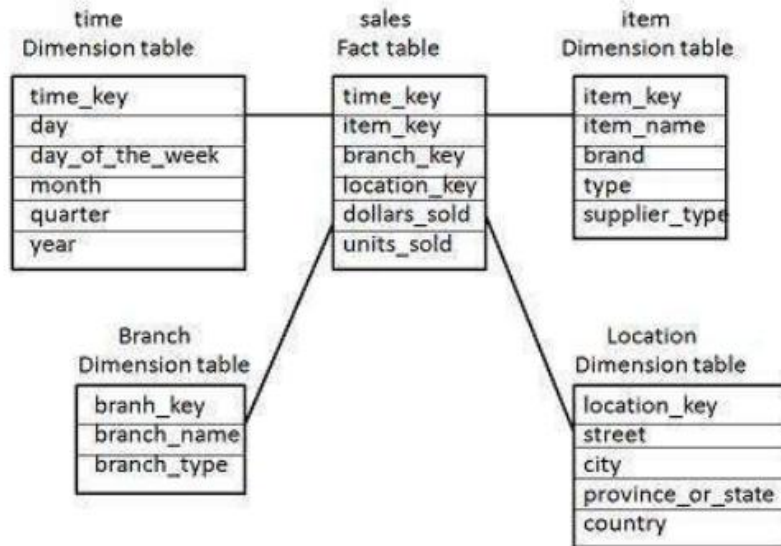 time
Dimension table
time_key
day
day_of_the_week
month
quarter
year
sales
Fact table
time_key
item_key
branch_key
location_key
dollars_sold
units_sold
item
Dimension table
item_key
item_name
brand
type
supplier_type
Branch
Dimension table
branh_key
branch_name
branch_type
Location
Dimension table
location_key
street
city
province_or_state
country